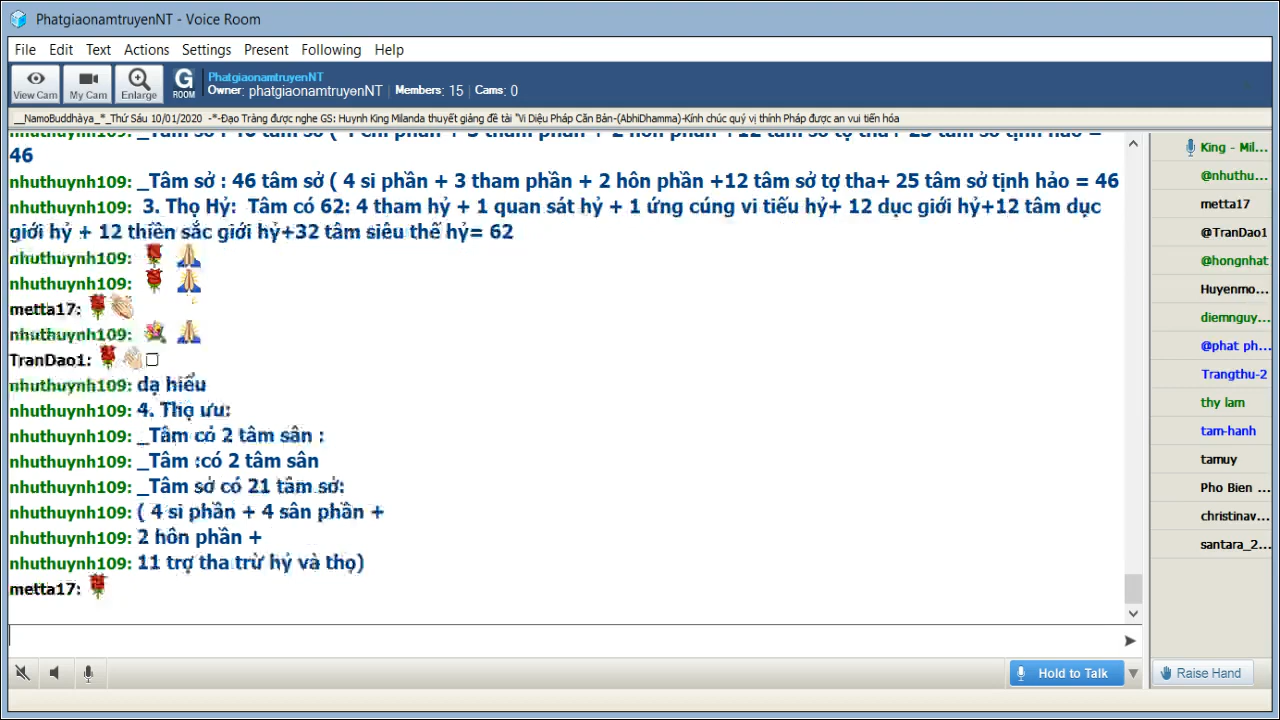 PhatgiaonamtruyenNT - Voice Room
File Edit Text Actions Settings Present Following Help
View Cam
My Cam
Enlarge
G
ROOM
PhatgiaonamtruyenNT
Owner: phatgiaonamtruyenNT | Members: 15 | Cams: 0
__NamoBuddhàya_*_Thứ Sáu 10/01/2020 -*-Đạo Tràng được nghe GS: Huynh King Milanda thuyết giảng đề tài "Vi Diệu Pháp Căn Bản-(AbhiDhamma)-Kính chúc quý vị thính Pháp được an vui tiến hóa
46
nhuthuynh109: _Tâm sở : 46 tâm sở ( 4 si phần + 3 tham phần + 2 hôn phần +12 tâm sở tợ tha+ 25 tâm sở tịnh hảo = 46
nhuthuynh109: 3. Thọ Hỷ: Tâm có 62: 4 tham hỷ + 1 quan sát hỷ + 1 ứng cúng vi tiếu hỷ+ 12 dục giới hỷ+12 tâm dục
giới hỷ + 12 thiền sắc giới hỷ+32 tâm siêu thế hỷ= 62
nhuthuynh109:
nhuthuynh109:
metta17:
nhuthuynh109:
TranDao1:
nhuthuynh109: dạ hiểu
nhuthuynh109: 4. Thọ ưu:
nhuthuynh109: _Tâm có 2 tâm sân :
nhuthuynh109: _Tâm :có 2 tâm sân
nhuthuynh109: _Tâm sở có 21 tâm sở:
nhuthuynh109: ( 4 si phần + 4 sân phần +
nhuthuynh109: 2 hôn phần +
nhuthuynh109: 11 trợ tha trừ hỷ và thọ)
metta17:
King - Mil...
@nhuthu...
metta17
@TranDao1
@hongnhat
Huyenmo...
diemnguy...
@phat ph...
Trangthu-2
thy lam
tam-hanh
tamuy
Pho Bien ...
christinav...
santara_2...
Hold to Talk
Raise Hand